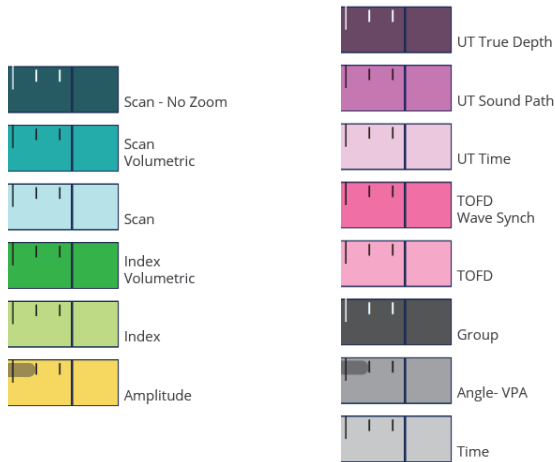 Scan - No Zoom
Scan
Volumetric
Scan
Index
Volumetric
Index
Amplitude
UT True Depth
UT Sound Path
UT Time
TOFD
Wave Synch
TOFD
Group
Angle- VPA
Time